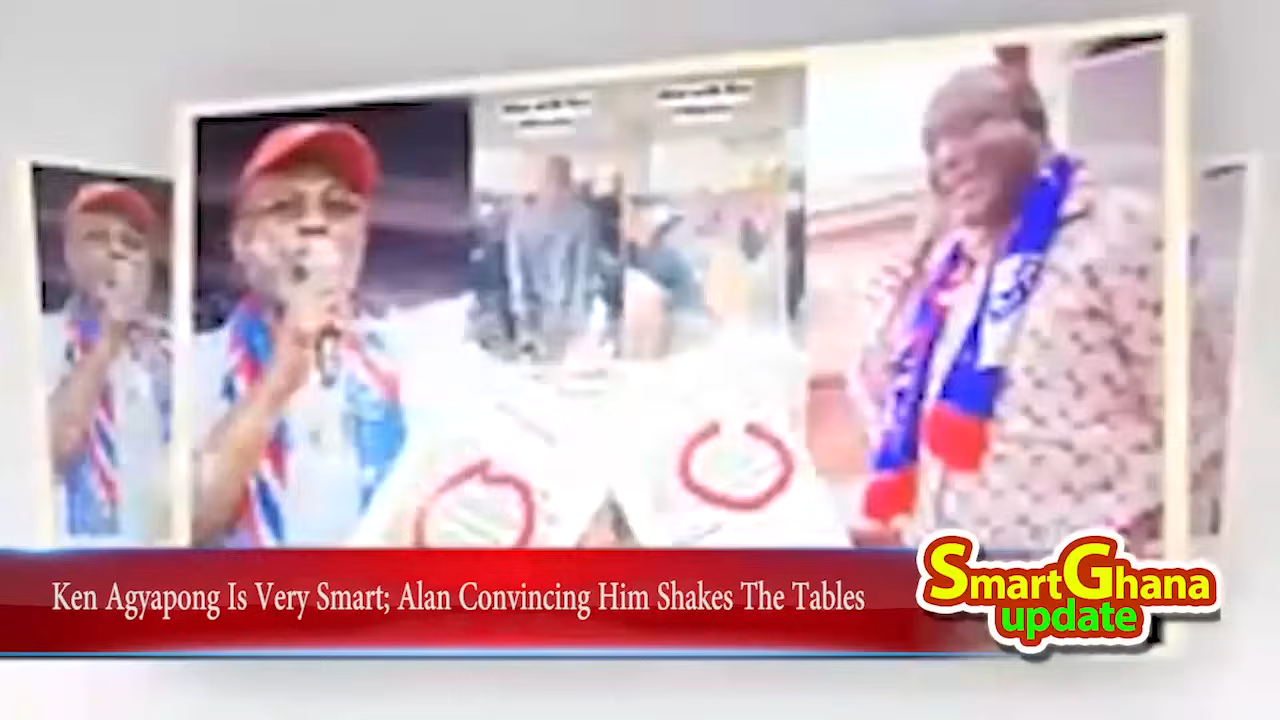 Ken Agyapong Is Very Smart; Alan Convincing Him Shakes The Tables
SmartGhana
update